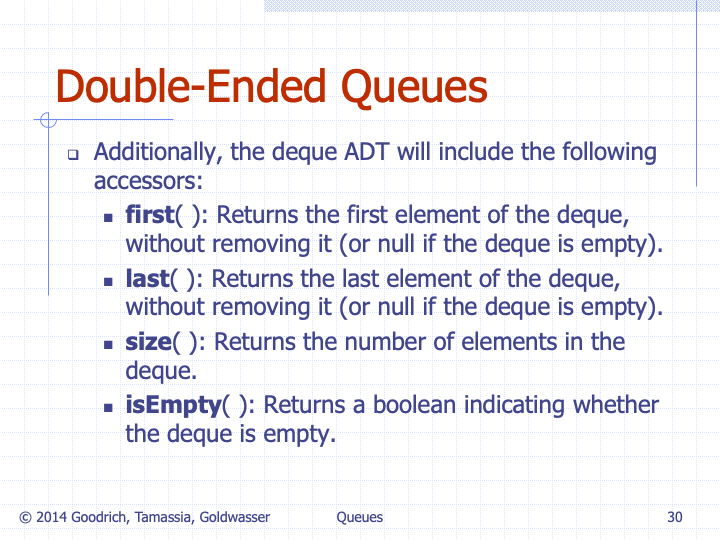 Double-Ended Queues
Additionally, the deque ADT will include the following
accessors:
first( ): Returns the first element of the deque,
without removing it (or null if the deque is empty).
last( ): Returns the last element of the deque,
without removing it (or null if the deque is empty).
size( ): Returns the number of elements in the
deque.
isEmpty( ): Returns a boolean indicating whether
the deque is empty.
© 2014 Goodrich, Tamassia, Goldwasser
Queues
30